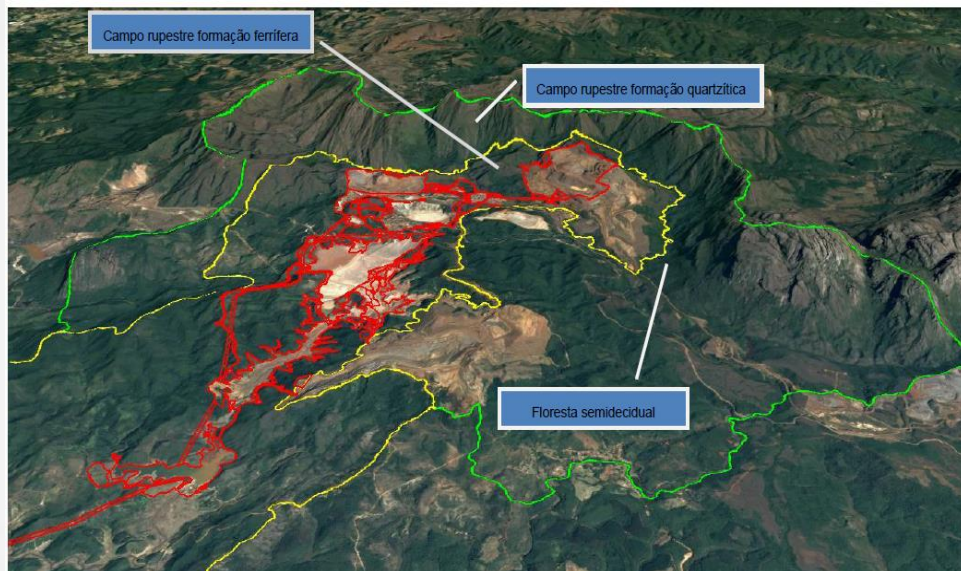 Campo rupestre formação ferrífera
Campo rupestre formação quartzítica
Floresta semidecidual